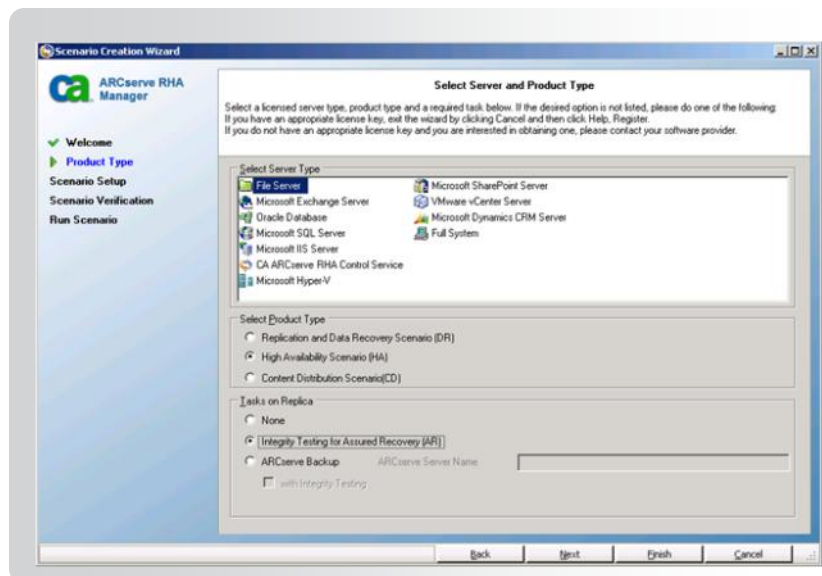 Scenario Creation Wizard
ca
ARCserve RHA
Manager
Welcome
Product Type
Scenario Setup
Scenario Verification
Run Scenario
Select Server and Product Type
Select a licensed server type, product type and a required task below. If the desired option is not listed, please do one of the following:
If you have an appropriate license key, exit the wizard by clicking Cancel and then click Help, Register.
If you do not have an appropriate license key and you are interested in obtaining one, please contact your software provider.
Select Server Type
File Server
Microsoft Exchange Server
Oracle Database
Microsoft SQL Server
Microsoft IIS Server
CA ARCserve RHA Control Service
Microsoft Hyper-V
Microsoft SharePoint Server
VMware vCenter Server
Microsoft Dynamics CRM Server
Full System
Select Product Type
Replication and Data Recovery Scenario (DR)
High Availability Scenario (HA)
Content Distribution Scenario(CD)
Tasks on Replica
None
Integrity Testing for Assured Recovery (AR)
ARCserve Backup ARCserve Server Name
with Integrity Testing
Back Next Finish Cancel